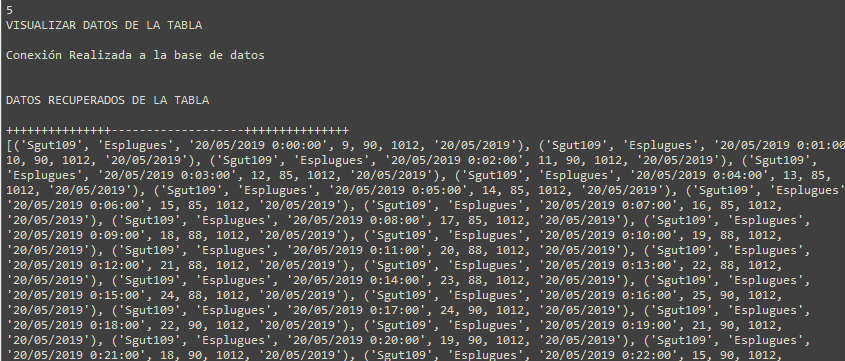 5
VISUALIZAR DATOS DE LA TABLA
Conexión Realizada a la base de datos
DATOS RECUPERADOS DE LA TABLA
+++++++++++++++-------------------+++++++++++++++
[('Sgut109', 'Esplugues', '20/05/2019 0:00:00', 9, 90, 1012, '20/05/2019'), ('Sgut109', 'Esplugues', '20/05/2019 0:01:00
10, 90, 1012, '20/05/2019'), ('Sgut109', 'Esplugues', '20/05/2019 0:02:00', 11, 90, 1012, '20/05/2019'), ('Sgut109',
'Esplugues', '20/05/2019 0:03:00', 12, 85, 1012, '20/05/2019'), ('Sgut109', 'Esplugues', '20/05/2019 0:04:00', 13, 85,
1012, '20/05/2019'), ('Sgut109', 'Esplugues', '20/05/2019 0:05:00', 14, 85, 1012, '20/05/2019'), ('Sgut109', 'Esplugues'
'20/05/2019 0:06:00', 15, 85, 1012, '20/05/2019'), ('Sgut109', 'Esplugues', '20/05/2019 0:07:00', 16, 85, 1012,
'20/05/2019'), ('Sgut109', 'Esplugues', '20/05/2019 0:08:00', 17, 85, 1012, '20/05/2019'), ('Sgut109', 'Esplugues',
'20/05/2019 0:09:00', 18, 88, 1012, '20/05/2019'), ('Sgut109', 'Esplugues', '20/05/2019 0:10:00', 19, 88, 1012,
'20/05/2019'), ('Sgut109', 'Esplugues', '20/05/2019 0:11:00', 20, 88, 1012, '20/05/2019'), ('Sgut109', 'Esplugues',
'20/05/2019 0:12:00', 21, 88, 1012, '20/05/2019'), ('Sgut109', 'Esplugues', '20/05/2019 0:13:00', 22, 88, 1012,
'20/05/2019'), ('Sgut109', 'Esplugues', '20/05/2019 0:14:00', 23, 88, 1012, '20/05/2019'), ('Sgut109', 'Esplugues',
'20/05/2019 0:15:00', 24, 88, 1012, '20/05/2019'), ('Sgut109', 'Esplugues', '20/05/2019 0:16:00', 25, 90, 1012,
'20/05/2019'), ('Sgut109', 'Esplugues', '20/05/2019 0:17:00', 24, 90, 1012, '20/05/2019'), ('Sgut109', 'Esplugues',
'20/05/2019 0:18:00', 22, 90, 1012, '20/05/2019'), ('Sgut109', 'Esplugues', '20/05/2019 0:19:00', 21, 90, 1012,
'20/05/2019'), ('Sgut109', 'Esplugues', '20/05/2019 0:20:00', 19, 90, 1012, '20/05/2019'), ('Sgut109', 'Esplugues',
'20/05/2019 0:21:00', 18, 90, 1012, '20/05/2019'), ('Sgut109', 'Esplugues', '20/05/2019 0:22:00', 15, 90, 1012,